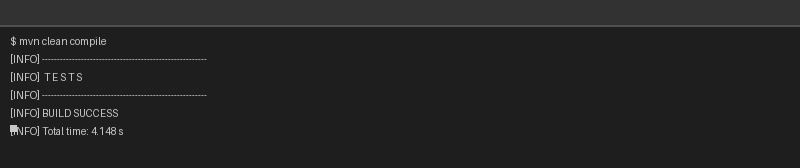 $ mvn clean compile
[INFO] -------------------------------------------------------
[INFO]  T E S T S
[INFO] -------------------------------------------------------
[INFO] BUILD SUCCESS
[INFO] Total time: 4.148 s